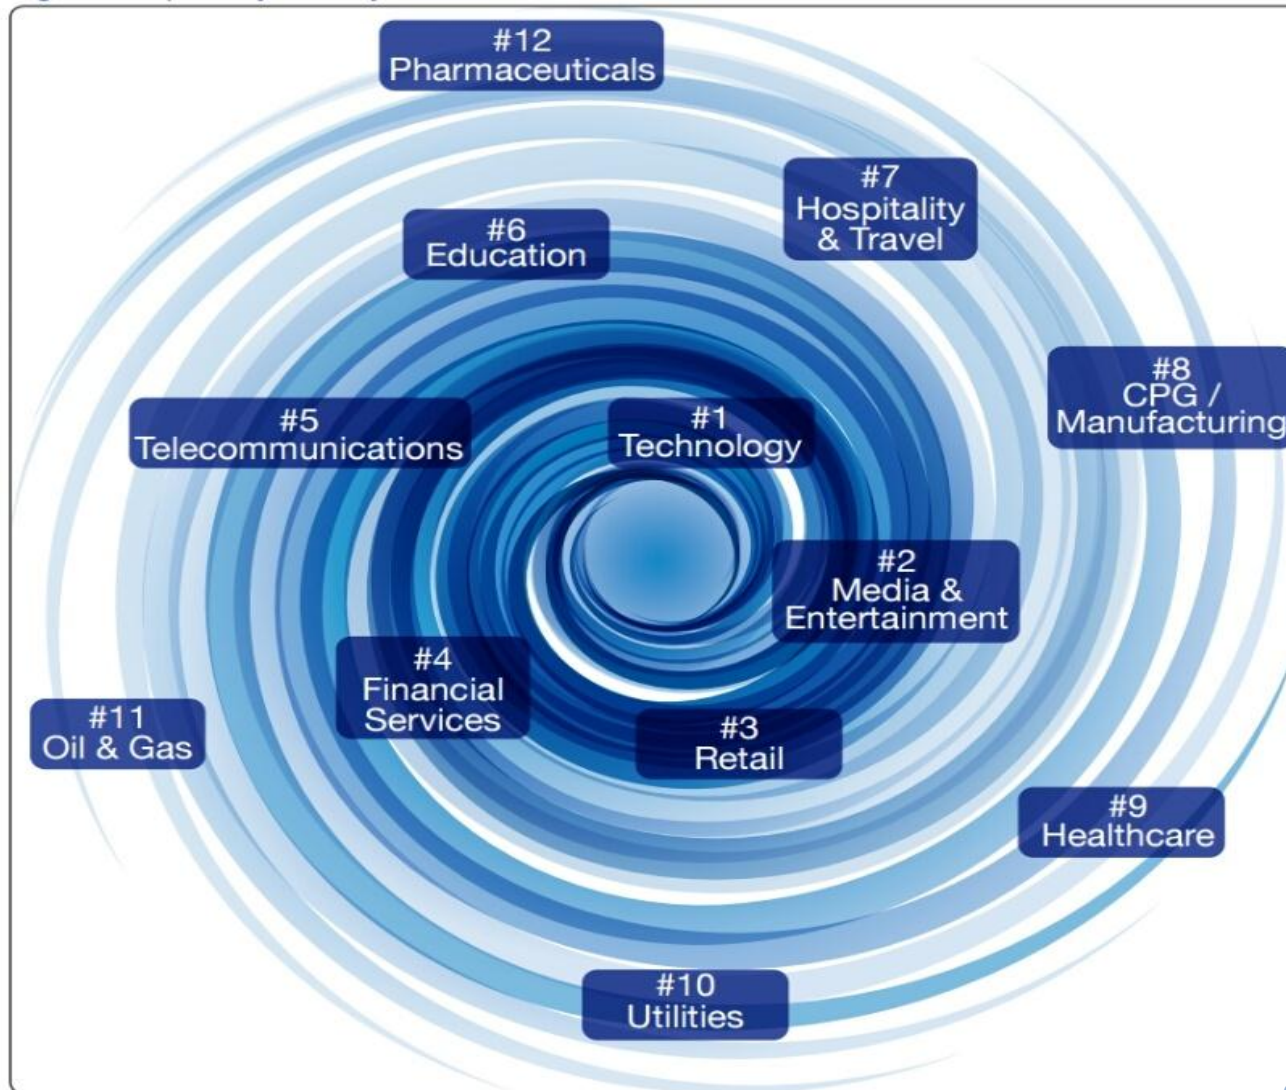 #12
Pharmaceuticals
#7
Hospitality
& Travel
#6
Education
#8
CPG /
Manufacturing
#5
Telecommunications
#1
Technology
#2
Media &
Entertainment
#4
Financial
Services
#11
Oil & Gas
#3
Retail
#9
Healthcare
#10
Utilities